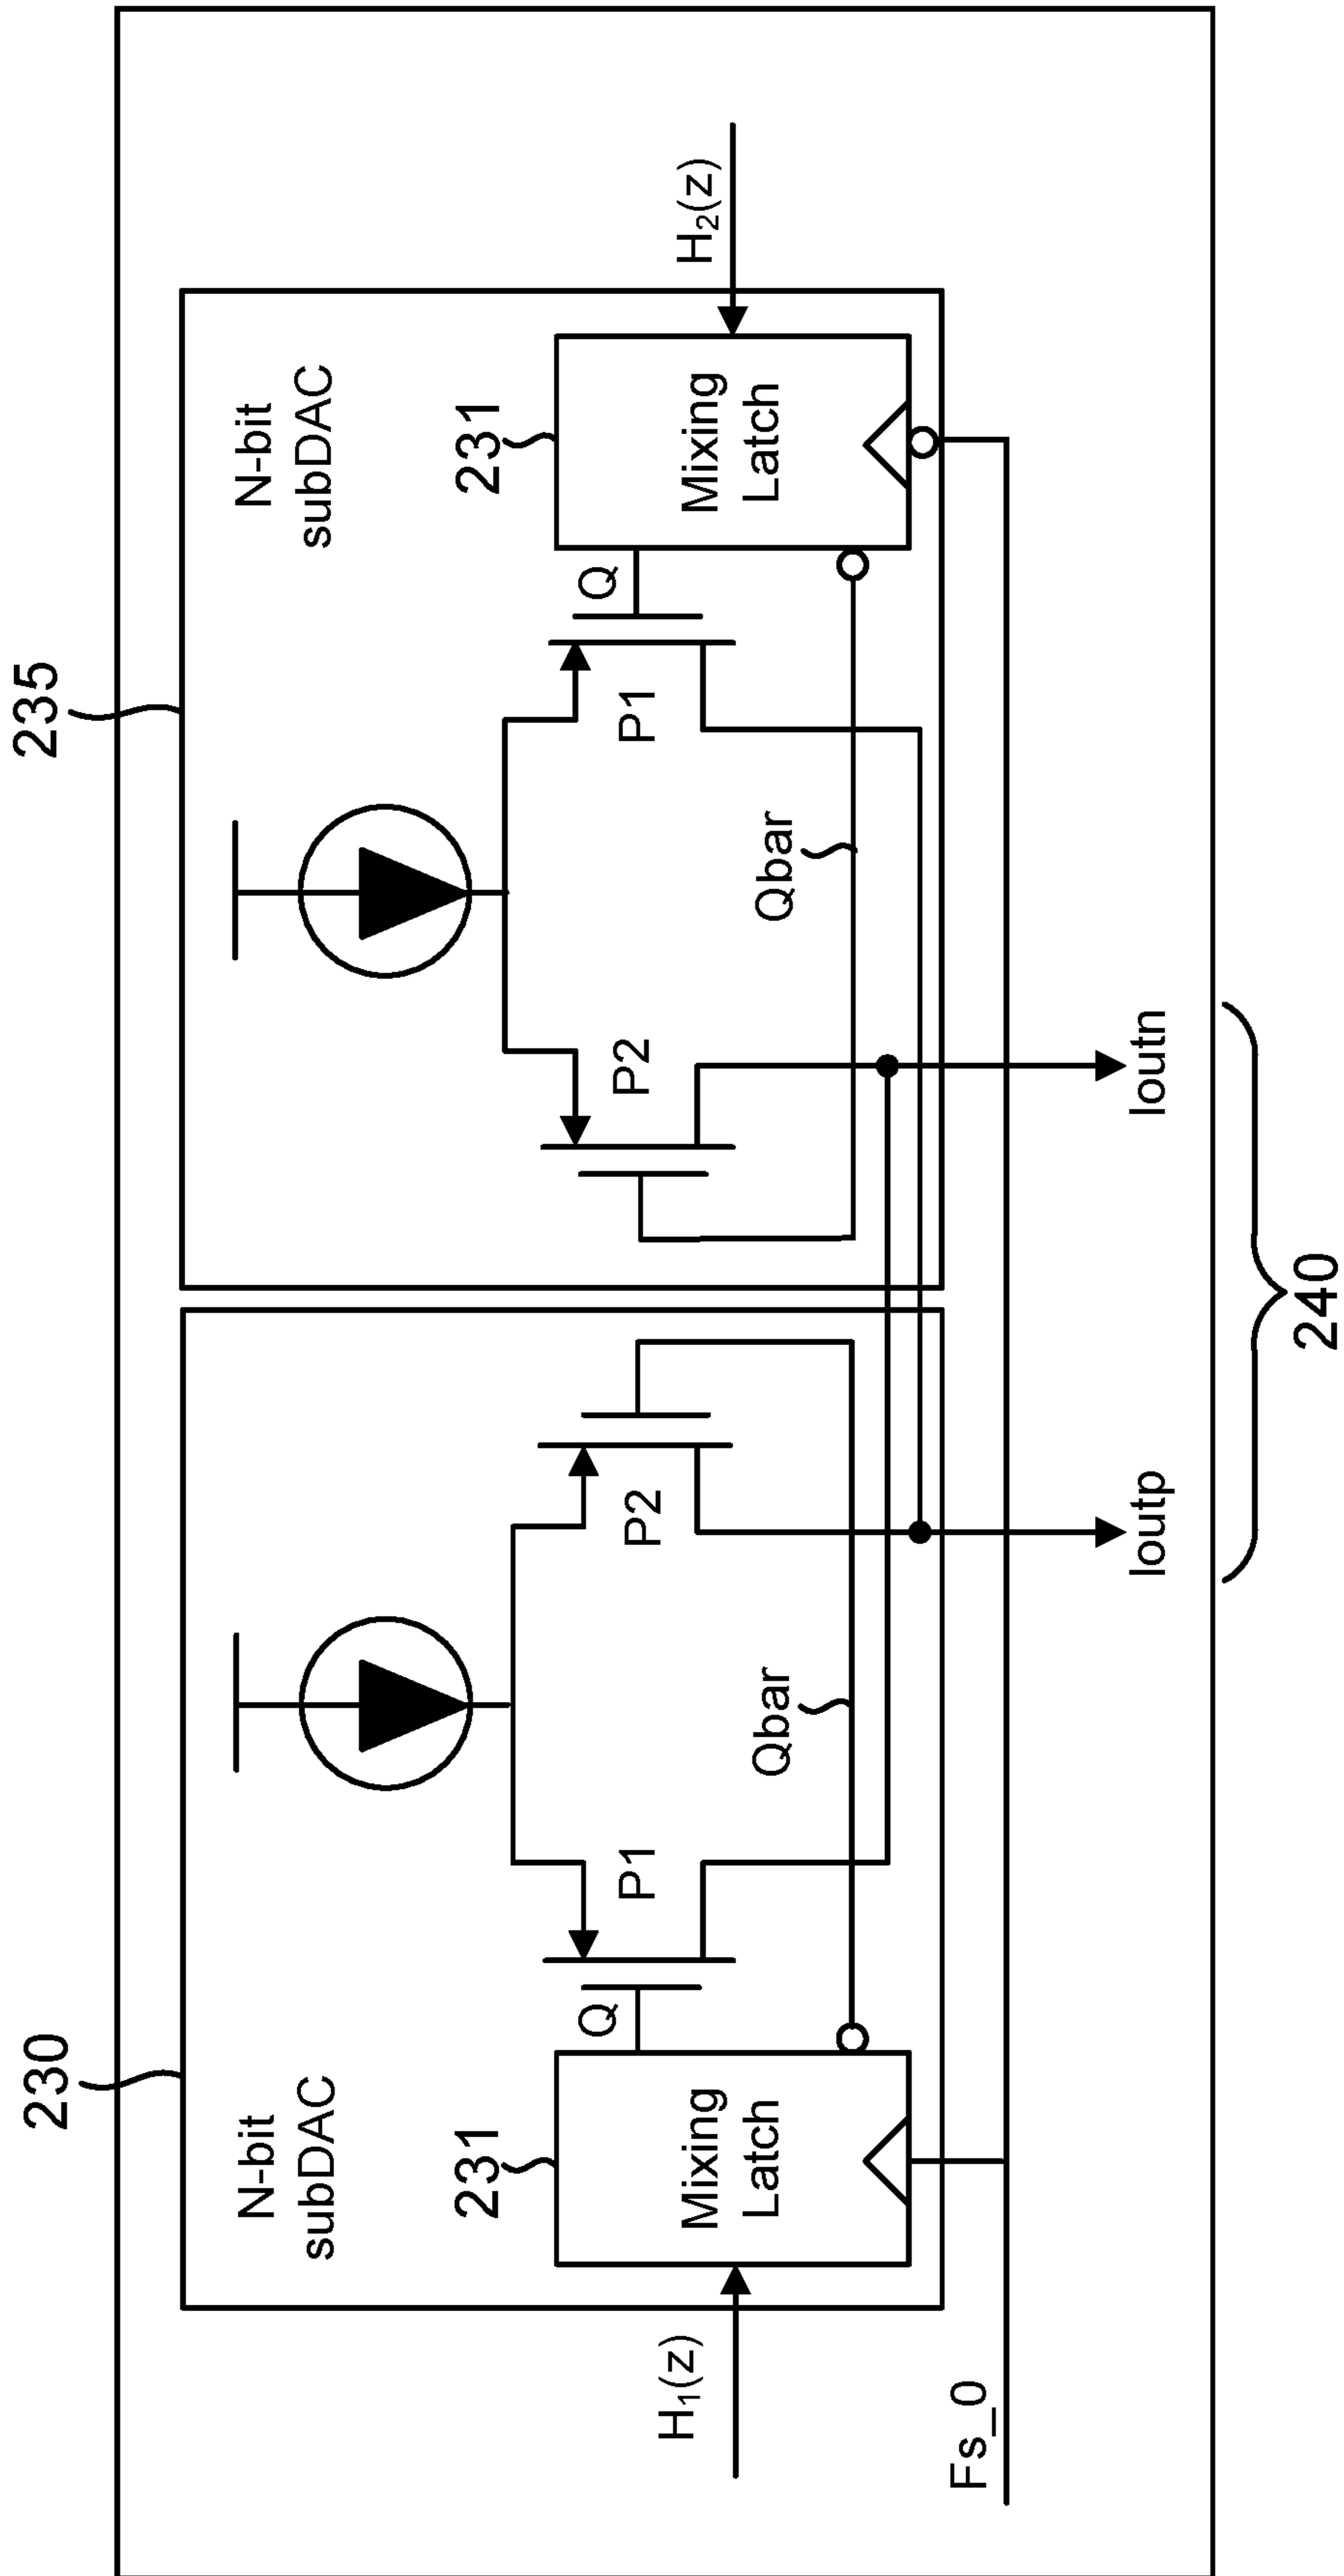 230
235
N-bit
subDAC
N-bit
subDAC
231
Mixing
Latch
Q
P1
P2
Qbar
P2
P1
Qbar
Q
231
Mixing
Latch
H₁(z)
H₂(z)
Fs_0
Ioutp
Ioutn
240